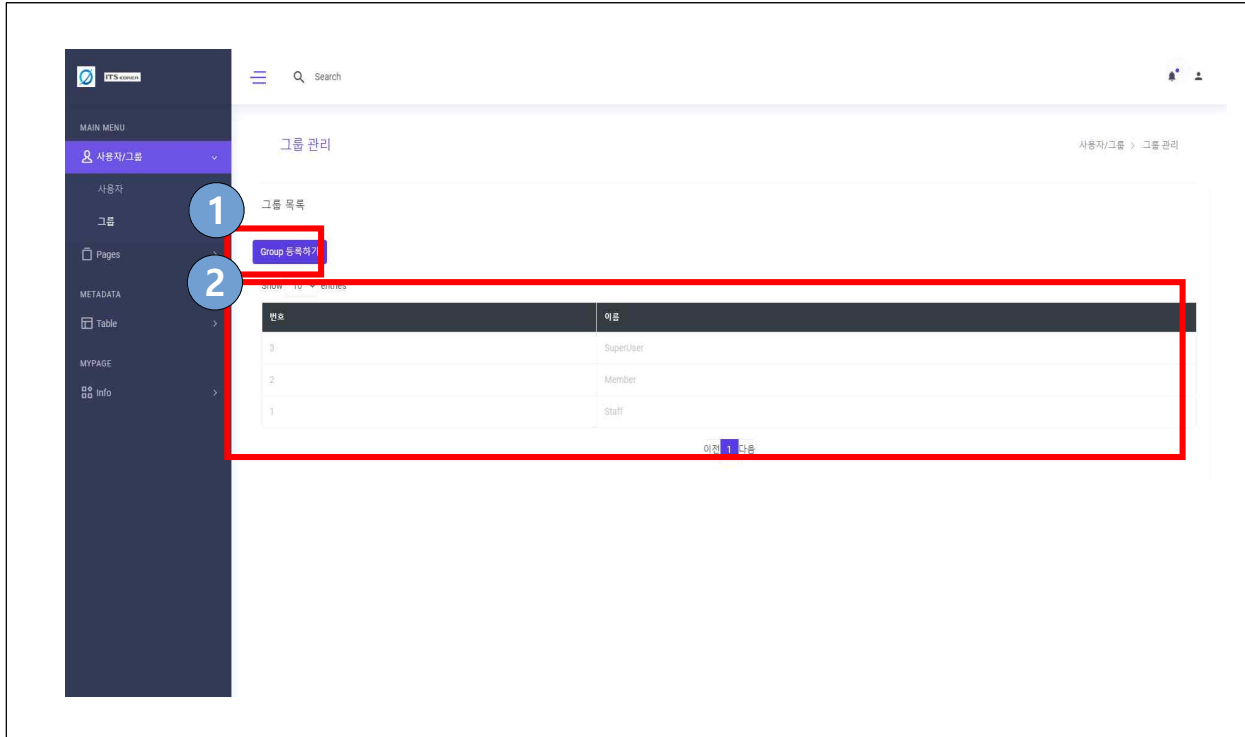 ITS
Search
MAIN MENU
그룹 관리
사용자/그룹 > 그룹 관리
사용자/그룹
사용자
그룹
1
그룹 목록
Pages
Group 등록하기
2
Show 10 entries
METADATA
Table
번호 이름
3 SuperUser
2 Member
1 Staff
MYPAGE
Info
이전 1 다음